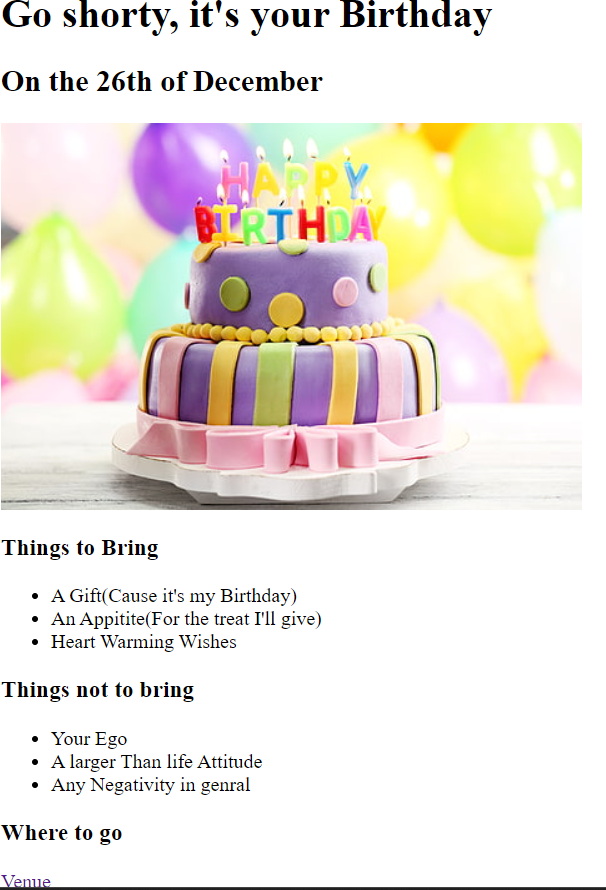 Go shorty, it's your Birthday
On the 26th of December
HAPPY
BIRTHDAY
Things to Bring
A Gift(Cause it's my Birthday)
An Appitite(For the treat I'll give)
Heart Warming Wishes
Things not to bring
Your Ego
A larger Than life Attitude
Any Negativity in genral
Where to go
Venue